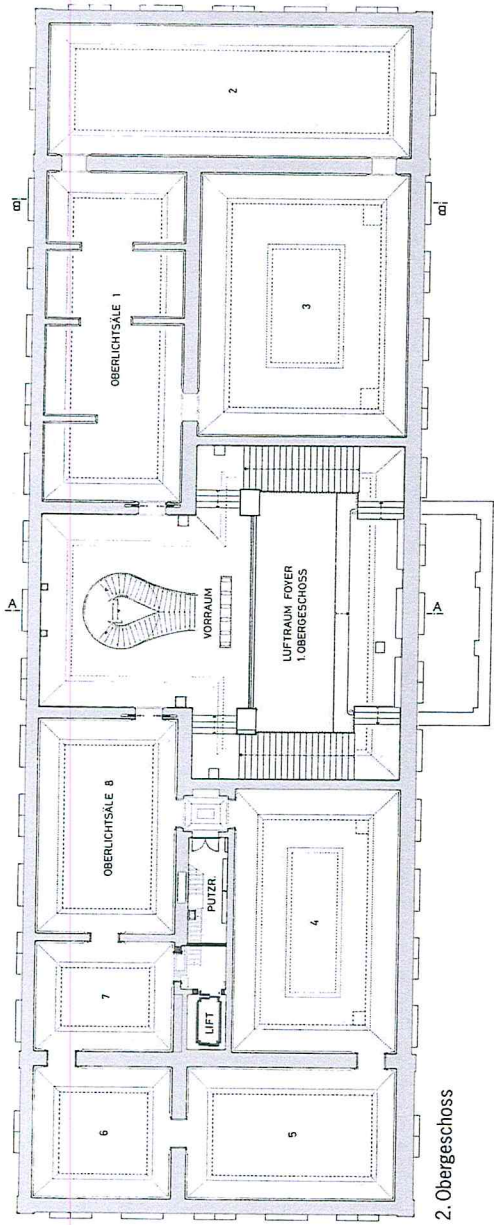 2
B
B
OBERLICHTSÄLE 1
3
A
VORRAUM
LUFTRAUM FOYER
1. OBERGESCHOSS
A
OBERLICHTSÄLE 8
PUTZR.
4
7
LIFT
6
5
2. Obergeschoss